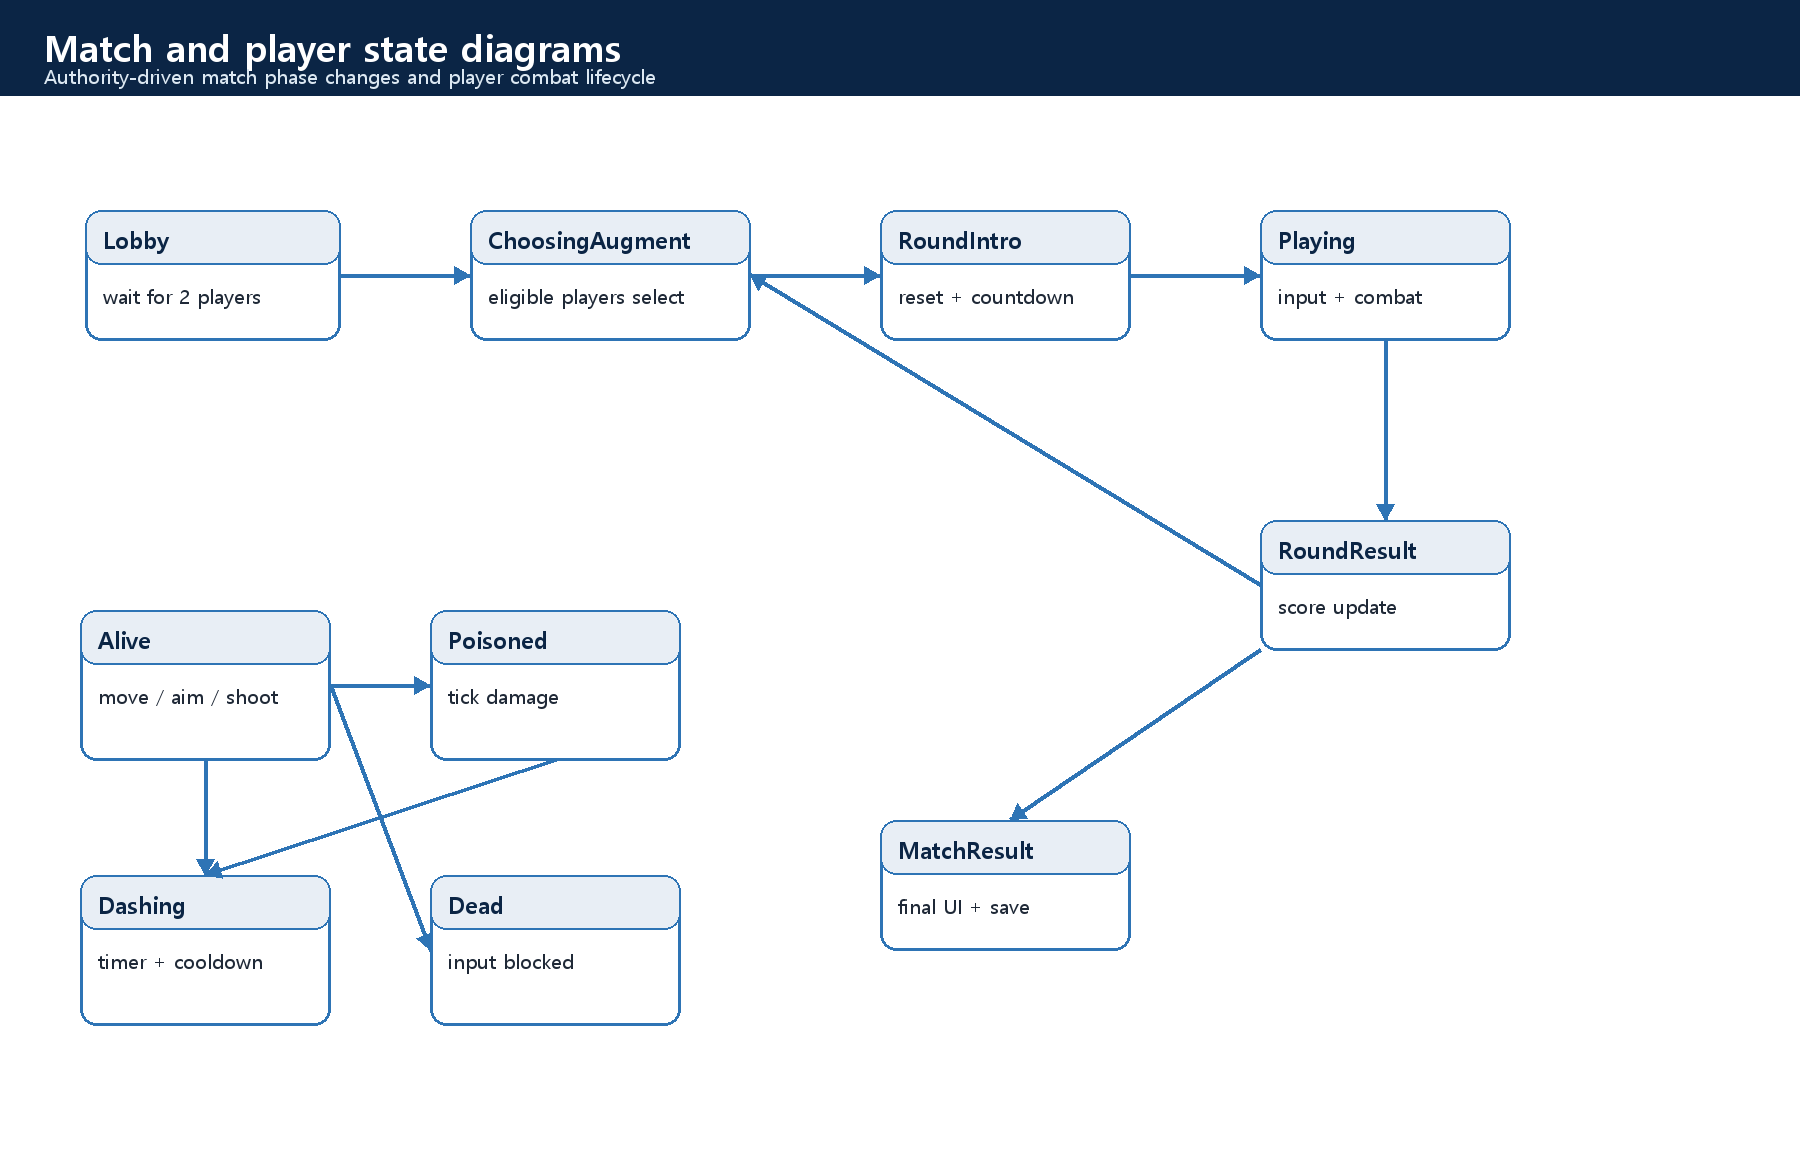 Match and player state diagrams
Authority-driven match phase changes and player combat lifecycle
Lobby
wait for 2 players
ChoosingAugment
eligible players select
RoundIntro
reset + countdown
Playing
input + combat
RoundResult
score update
Alive
move / aim / shoot
Poisoned
tick damage
Dashing
timer + cooldown
Dead
input blocked
MatchResult
final UI + save